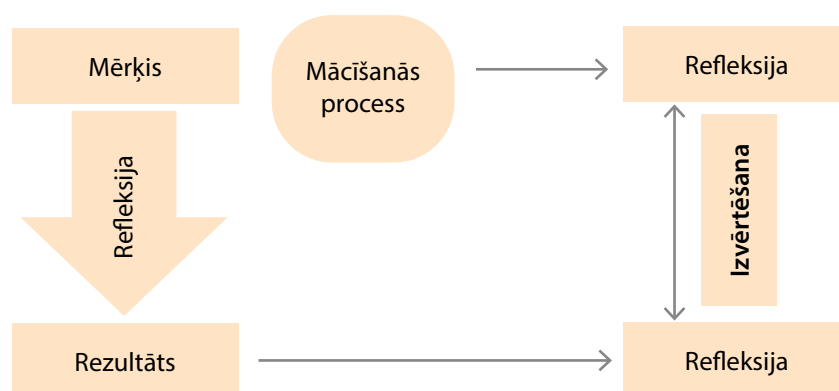 Mērķis
Mācīšanās
process
Refleksija
Refleksija
Izvērtēšana
Rezultāts
Refleksija